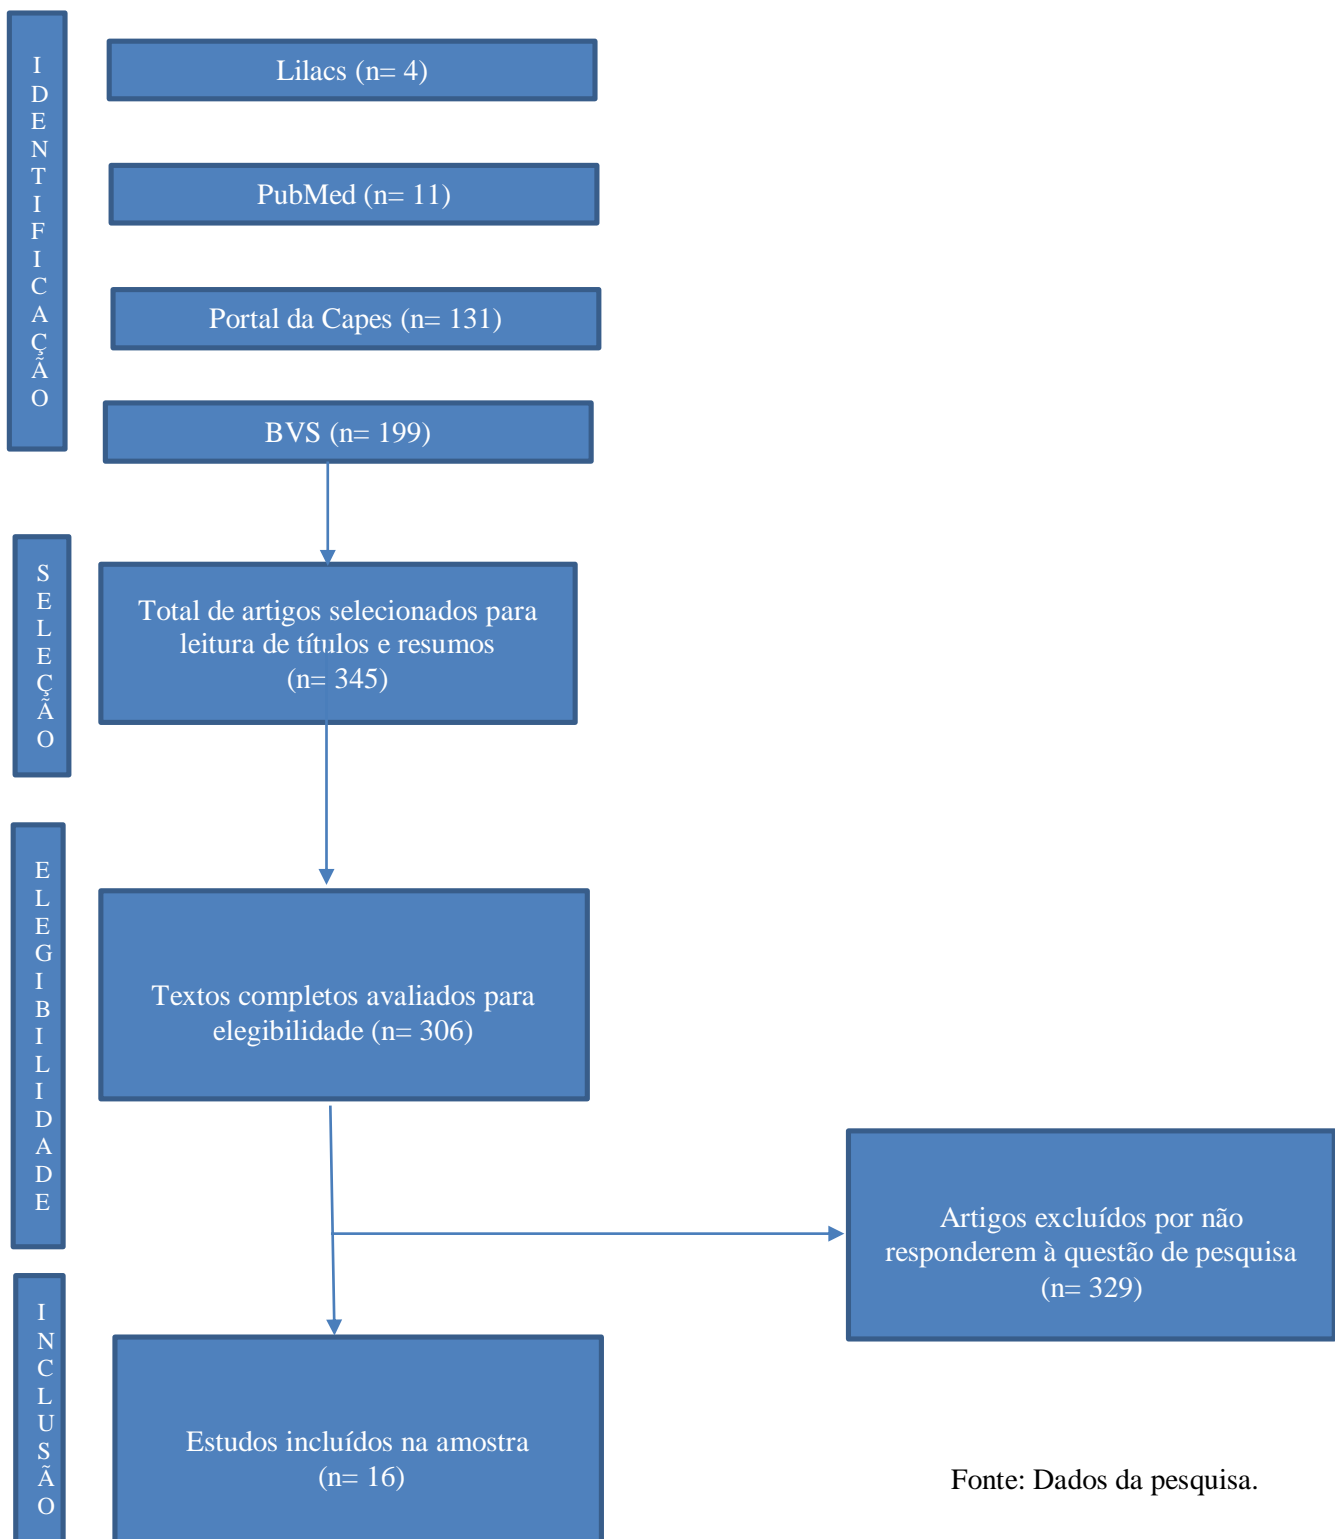 IDENTIFICAÇÃO
Lilacs (n= 4)
PubMed (n= 11)
Portal da Capes (n= 131)
BVS (n= 199)
SELEÇÃO
Total de artigos selecionados para
leitura de títulos e resumos
(n= 345)
ELEGIBILIDADE
Textos completos avaliados para
elegibilidade (n= 306)
Artigos excluídos por não
responderem à questão de pesquisa
(n= 329)
INCLUSÃO
Estudos incluídos na amostra
(n= 16)
Fonte: Dados da pesquisa.